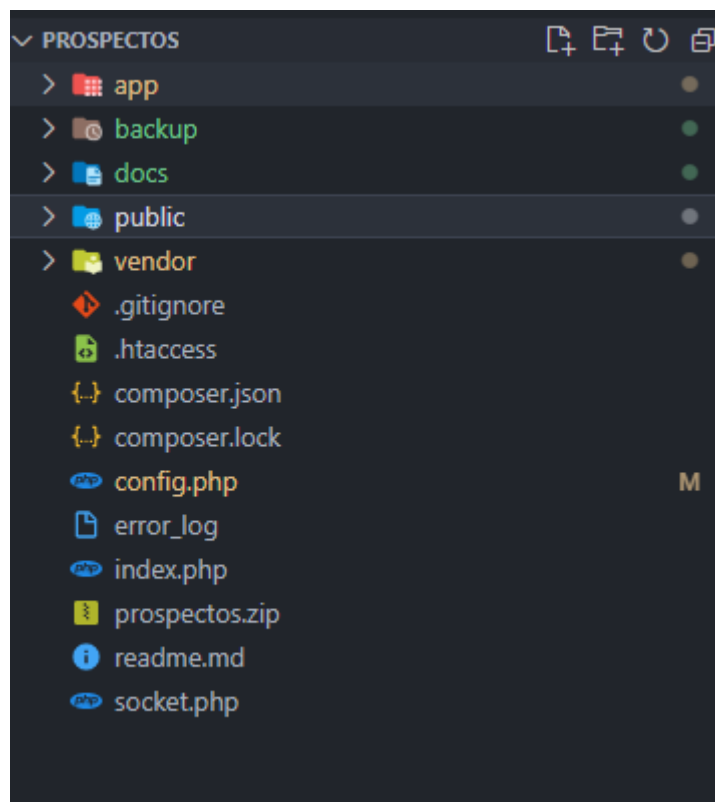 PROSPECTOS
app
backup
docs
public
vendor
.gitignore
.htaccess
composer.json
composer.lock
config.php M
error_log
index.php
prospectos.zip
readme.md
socket.php